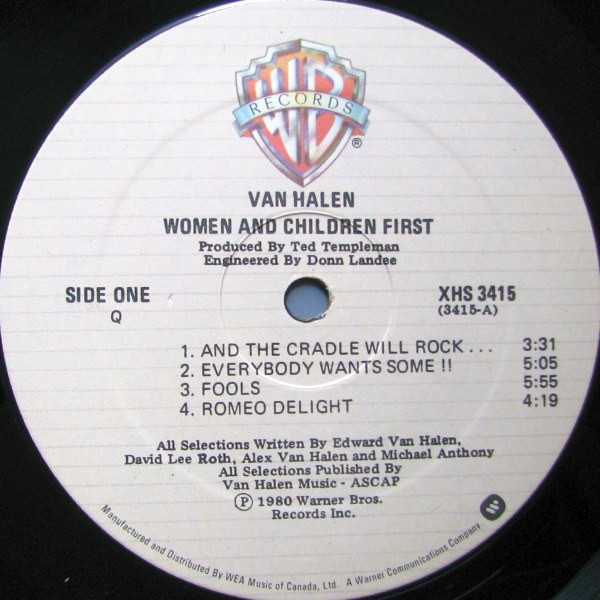 WB
RECORDS
®
VAN HALEN
WOMEN AND CHILDREN FIRST
Produced By Ted Templeman
Engineered By Donn Landee
SIDE ONE
Q
XHS 3415
(3415-A)
1. AND THE CRADLE WILL ROCK... 3:31
2. EVERYBODY WANTS SOME !! 5:05
3. FOOLS 5:55
4. ROMEO DELIGHT 4:19
All Selections Written By Edward Van Halen,
David Lee Roth, Alex Van Halen and Michael Anthony
All Selections Published By
Van Halen Music - ASCAP
Ⓟ 1980 Warner Bros.
Records Inc.
Manufactured and Distributed By WEA Music of Canada, Ltd. A Warner Communications Company